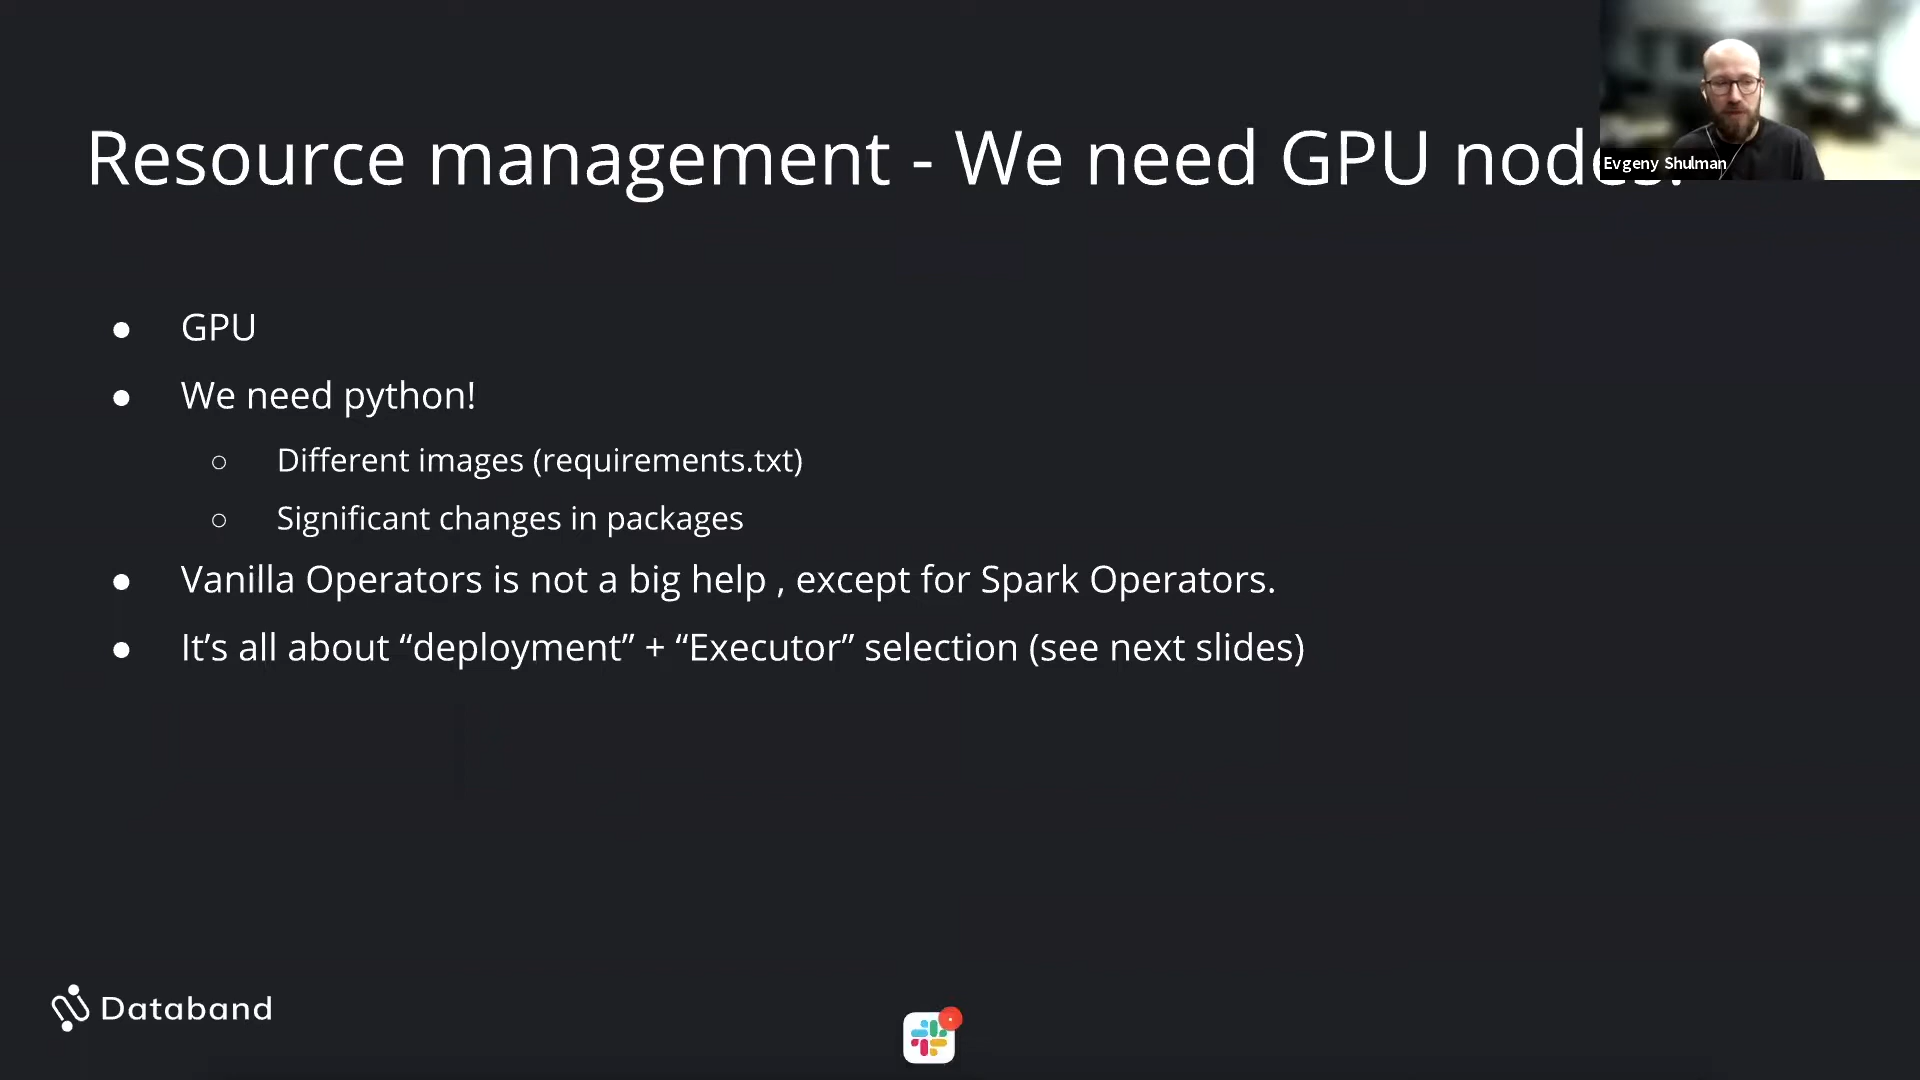 Resource management - We need GPU
Evgeny Shulman
GPU
We need python!
Different images (requirements.txt)
Significant changes in packages
Vanilla Operators is not a big help , except for Spark Operators.
It’s all about “deployment” + “Executor” selection (see next slides)
Databand